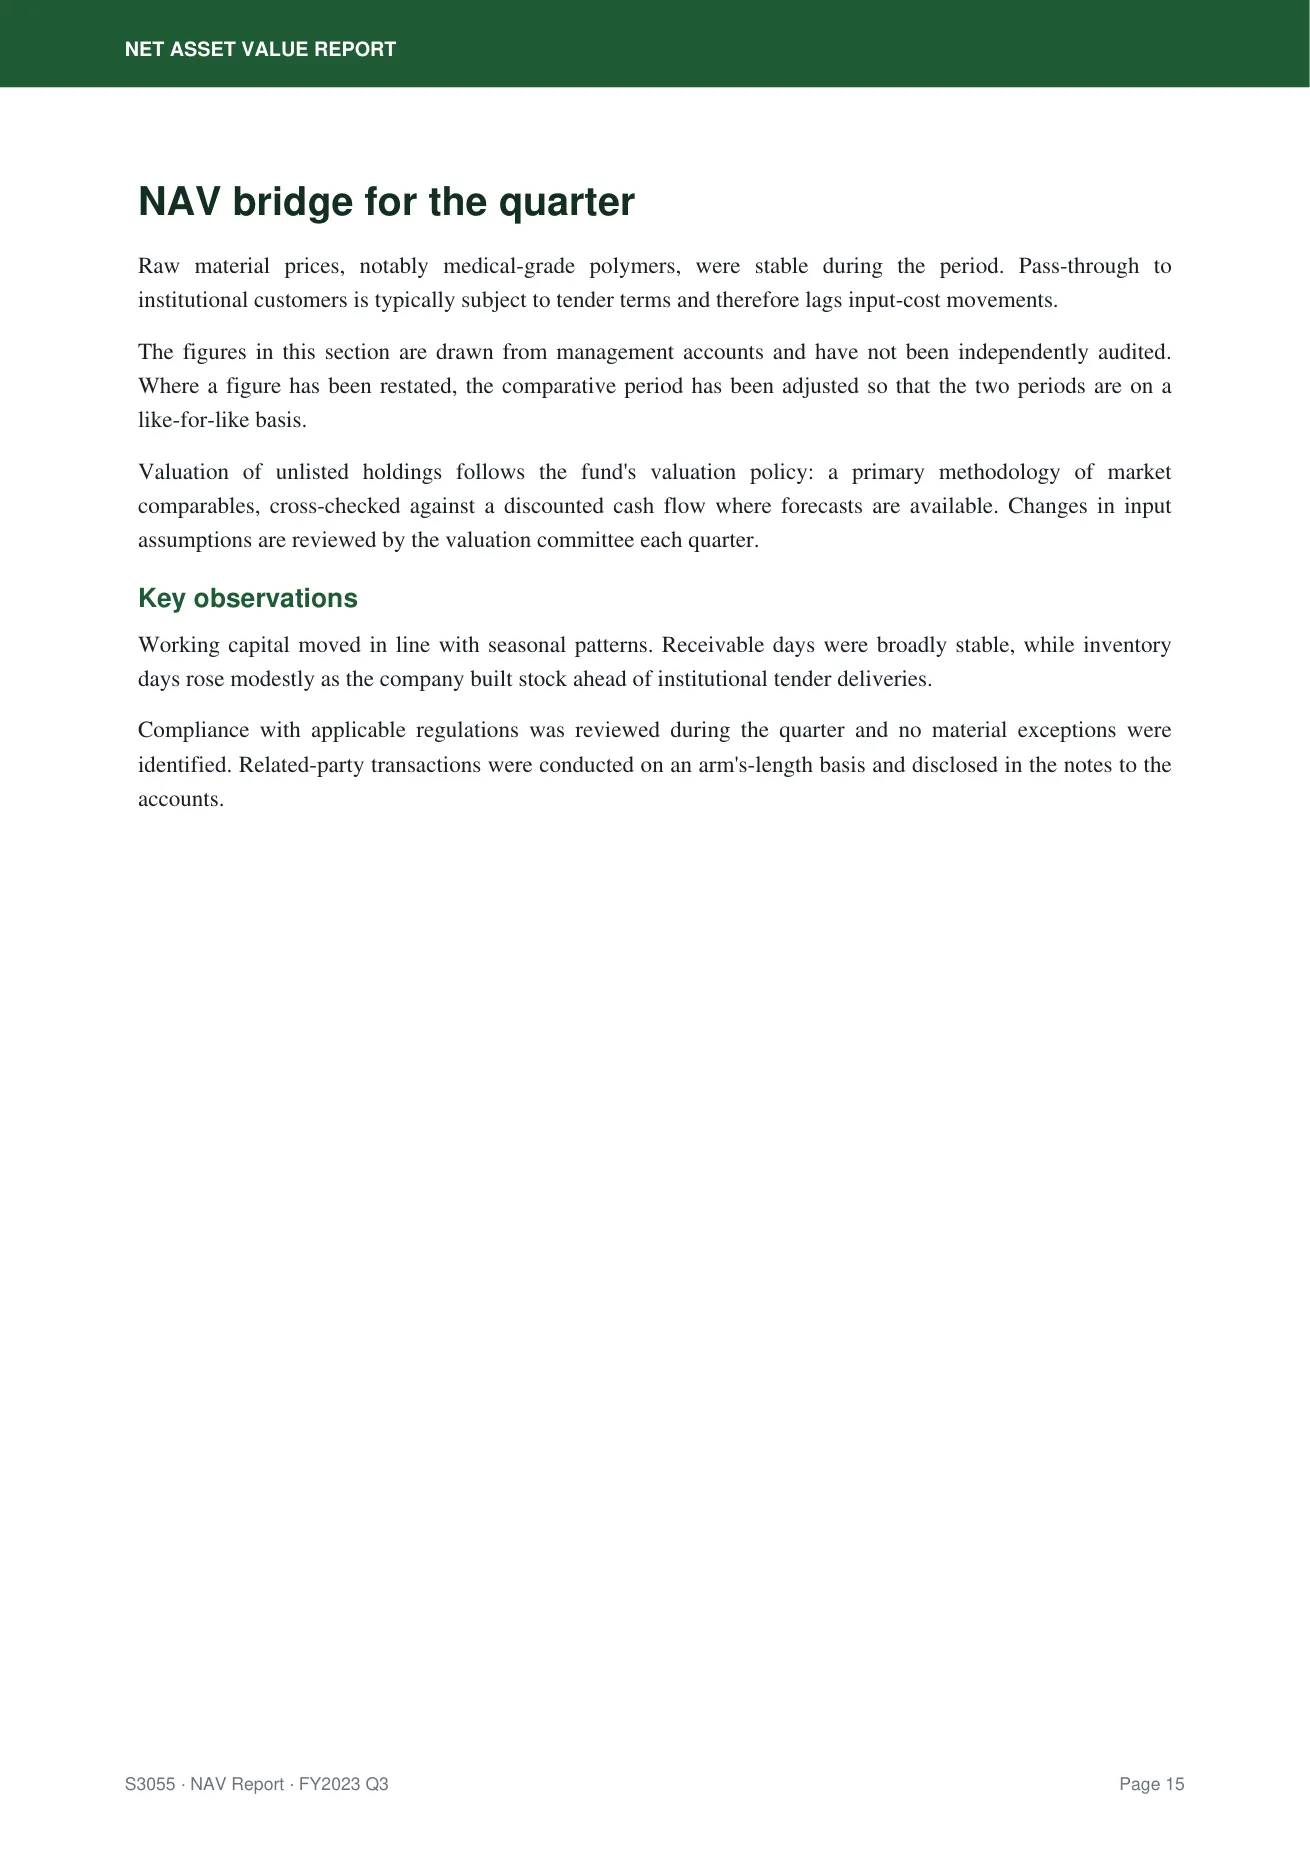 NET ASSET VALUE REPORT
NAV bridge for the quarter
Raw material prices, notably medical-grade polymers, were stable during the period. Pass-through to
institutional customers is typically subject to tender terms and therefore lags input-cost movements.
The figures in this section are drawn from management accounts and have not been independently audited.
Where a figure has been restated, the comparative period has been adjusted so that the two periods are on a
like-for-like basis.
Valuation of unlisted holdings follows the fund's valuation policy: a primary methodology of market
comparables, cross-checked against a discounted cash flow where forecasts are available. Changes in input
assumptions are reviewed by the valuation committee each quarter.
Key observations
Working capital moved in line with seasonal patterns. Receivable days were broadly stable, while inventory
days rose modestly as the company built stock ahead of institutional tender deliveries.
Compliance with applicable regulations was reviewed during the quarter and no material exceptions were
identified. Related-party transactions were conducted on an arm's-length basis and disclosed in the notes to the
accounts.
S3055 · NAV Report · FY2023 Q3
Page 15